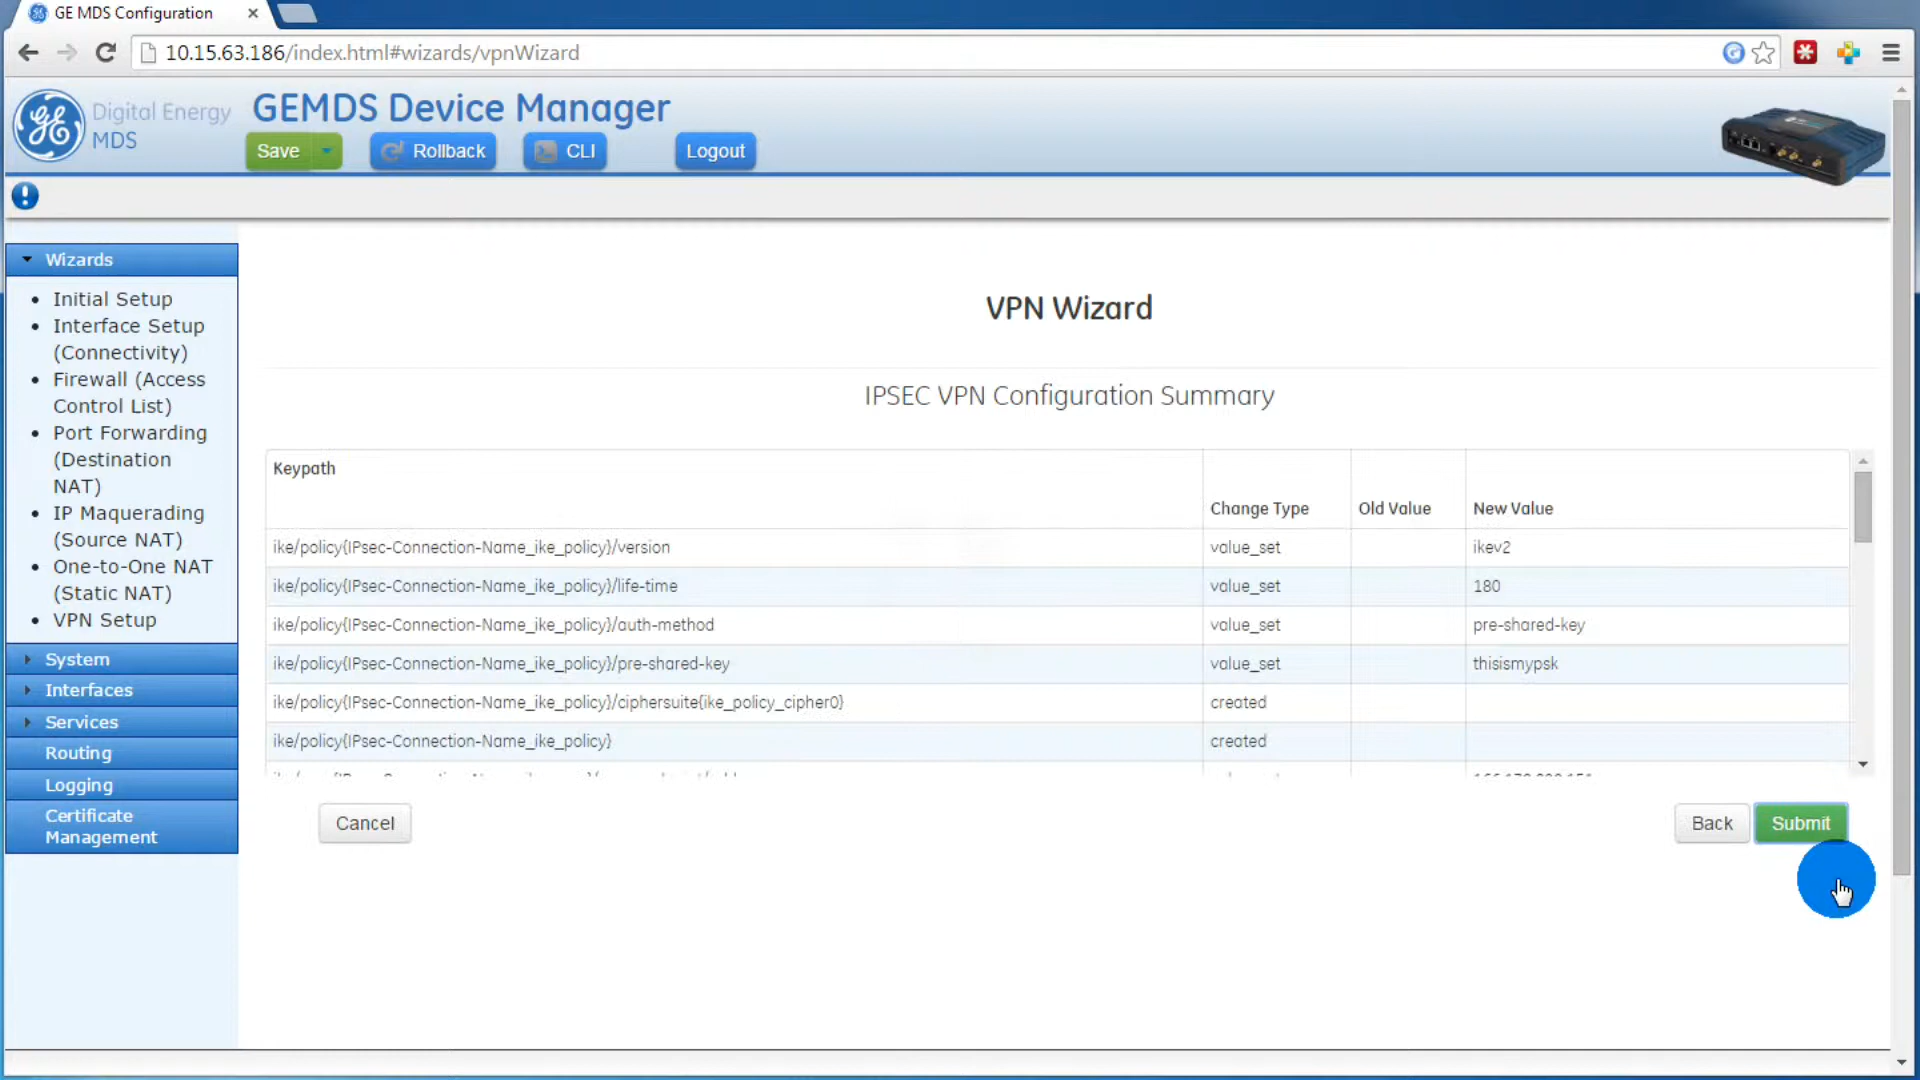 GE MDS Configuration
10.15.63.186/index.html#wizards/vpnWizard
Digital Energy
MDS
GEMDS Device Manager
Save Rollback CLI Logout
Wizards
Initial Setup
Interface Setup
(Connectivity)
Firewall (Access
Control List)
Port Forwarding
(Destination
NAT)
IP Maquerading
(Source NAT)
One-to-One NAT
(Static NAT)
VPN Setup
System
Interfaces
Services
Routing
Logging
Certificate
Management
VPN Wizard
IPSEC VPN Configuration Summary
Keypath
Change Type Old Value New Value
ike/policy{IPsec-Connection-Name_ike_policy}/version value_set ikev2
ike/policy{IPsec-Connection-Name_ike_policy}/life-time value_set 180
ike/policy{IPsec-Connection-Name_ike_policy}/auth-method value_set pre-shared-key
ike/policy{IPsec-Connection-Name_ike_policy}/pre-shared-key value_set thisismypsk
ike/policy{IPsec-Connection-Name_ike_policy}/ciphersuite{ike_policy_cipher0} created
ike/policy{IPsec-Connection-Name_ike_policy} created
Cancel Back Submit